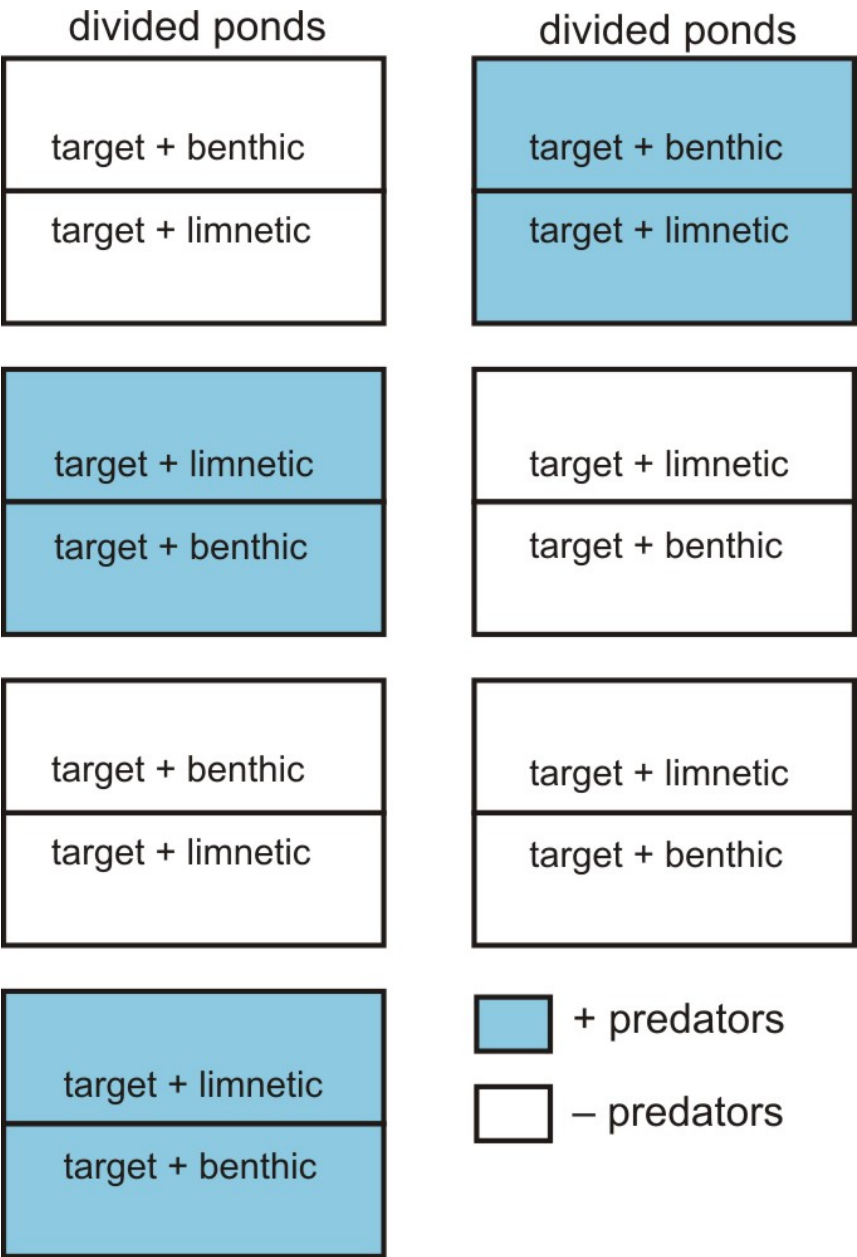 divided ponds
target + benthic
target + limnetic
target + limnetic
target + benthic
target + benthic
target + limnetic
target + limnetic
target + benthic
divided ponds
target + benthic
target + limnetic
target + limnetic
target + benthic
target + limnetic
target + benthic
+ predators
– predators